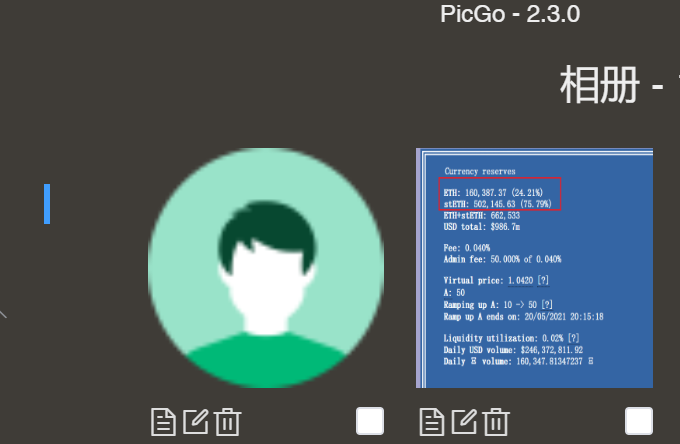 PicGo - 2.3.0
相册 -
Currency reserves
ETH: 160,387.37 (24.21%)
stETH: 502,145.63 (75.79%)
ETH+stETH: 662,533
USD total: $986.7m
Fee: 0.040%
Admin fee: 50.000% of 0.040%
Virtual price: 1.0420 [?]
A: 50
Ramping up A: 10 -> 50 [?]
Ramp up A ends on: 20/05/2021 20:15:18
Liquidity utilization: 0.02% [?]
Daily USD volume: $246,372,811.92
Daily Ξ volume: 160,347.81347237 Ξ